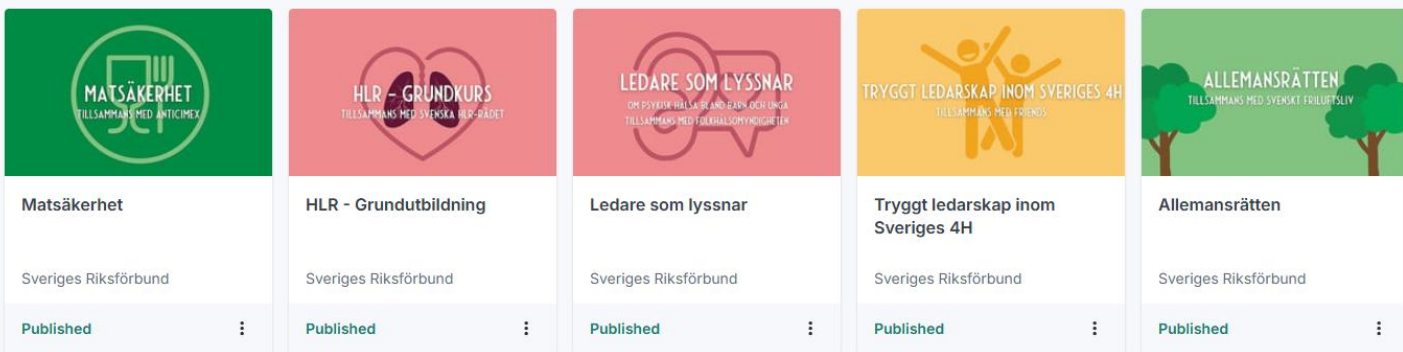 MATSÄKERHET
TILLSAMMANS MED ANTICIMEX
HLR – GRUNDKURS
TILLSAMMANS MED SVENSKA HLR-RÅDET
LEDARE SOM LYSSNAR
OM PSYKISK HÄLSA BLAND BARN OCH UNGA
TILLSAMMANS MED FOLKHÄLSOMYNDIGHETEN
TRYGGT LEDARSKAP INOM SVERIGES 4H
TILLSAMMANS MED FRIENDS
ALLEMANSRÄTTEN
TILLSAMMANS MED SVENSKT FRILUFTSLIV
Matsäkerhet
HLR - Grundutbildning
Ledare som lyssnar
Tryggt ledarskap inom
Sveriges 4H
Allemansrätten
Sveriges Riksförbund
Sveriges Riksförbund
Sveriges Riksförbund
Sveriges Riksförbund
Sveriges Riksförbund
Published
Published
Published
Published
Published